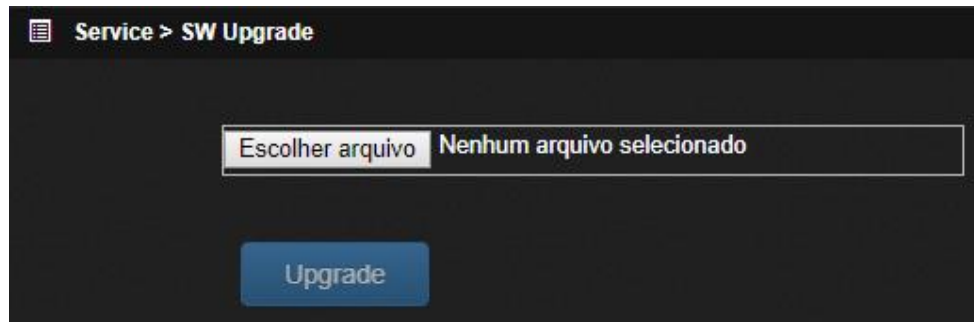 Service > SW Upgrade
Escolher arquivo Nenhum arquivo selecionado
Upgrade